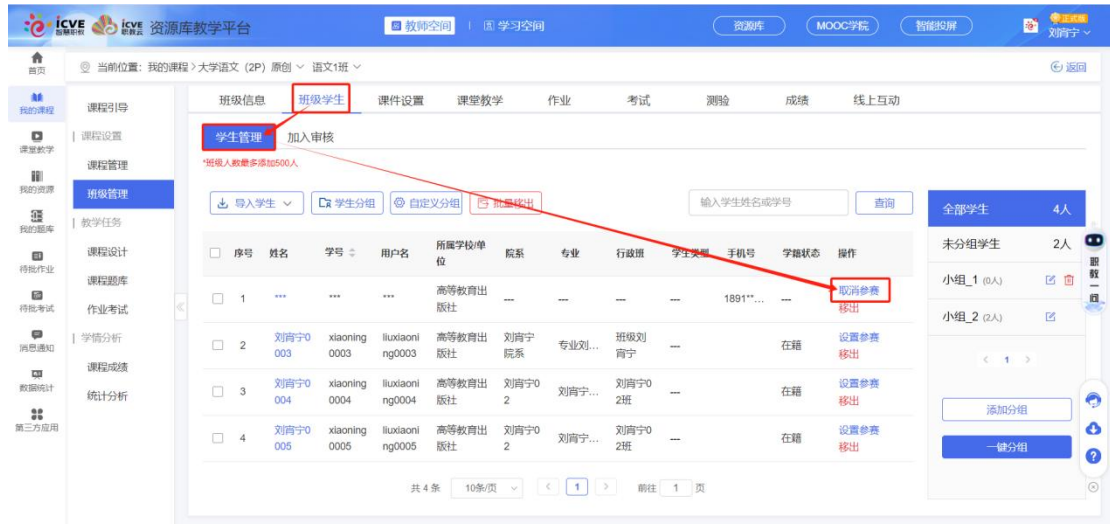 icve 智慧职教 icve 职教云 资源库教学平台 教师空间 学习空间 资源库 MOOC学院 智能投屏 正式版
刘宵宁
首页 当前位置：我的课程>大学语文（2P）原创 语文1班 返回
我的课程 课程引导 班级信息 班级学生 课件设置 课堂教学 作业 考试 测验 成绩 线上互动
课堂教学 课程设置 学生管理 加入审核
课程管理 *班级人数最多添加500人
我的资源 班级管理 导入学生 学生分组 自定义分组 批量移出 输入学生姓名或学号 查询 全部学生 4人
我的题库 教学任务
课程设计 序号 姓名 学号 用户名 所属学校/单位 院系 专业 行政班 学生类型 手机号 学籍状态 操作 未分组学生 2人
待批作业 课程题库 1 *** *** *** 高等教育出版社 --- --- --- --- 1891**... --- 取消参赛 移出 小组_1 (0人)
待批考试 作业考试 小组_2 (2人)
消息通知 学情分析 2 刘宵宁0003 xiaoning0003 liuxiaoning0003 高等教育出版社 刘宵宁院系 专业刘... 班级刘宵宁 --- 在籍 设置参赛 移出 1
数据统计 课程成绩 3 刘宵宁0004 xiaoning0004 liuxiaoning0004 高等教育出版社 刘宵宁02 刘宵宁... 刘宵宁02班 --- 在籍 设置参赛 移出
统计分析 添加分组
第三方应用 4 刘宵宁0005 xiaoning0005 liuxiaoning0005 高等教育出版社 刘宵宁02 刘宵宁... 刘宵宁02班 --- 在籍 设置参赛 移出 一键分组
共 4 条 10条/页 1 前往 1 页
职教一问